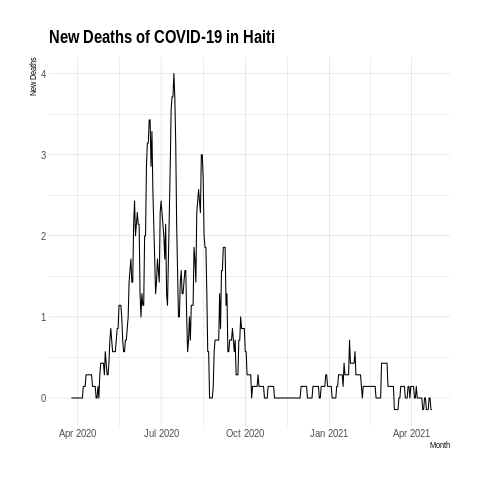 New Deaths of COVID-19 in Haiti
New Deaths
4
3
2
1
0
Apr 2020
Jul 2020
Oct 2020
Jan 2021
Apr 2021
Month